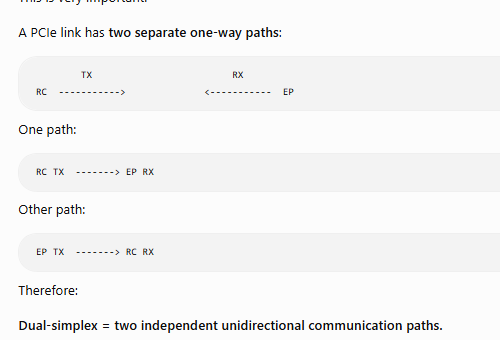 This is very important:
A PCIe link has two separate one-way paths:
TX RX
RC -----------> <----------- EP
One path:
RC TX -------> EP RX
Other path:
EP TX -------> RC RX
Therefore:
Dual-simplex = two independent unidirectional communication paths.